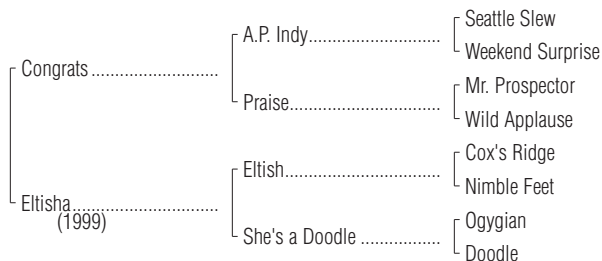 Seattle Slew
A.P. Indy..............................
Weekend Surprise
Congrats.............................
Mr. Prospector
Praise..................................
Wild Applause
Cox's Ridge
Eltish...................................
Nimble Feet
Eltisha.................................
(1999)
Ogygian
She's a Doodle..................
Doodle